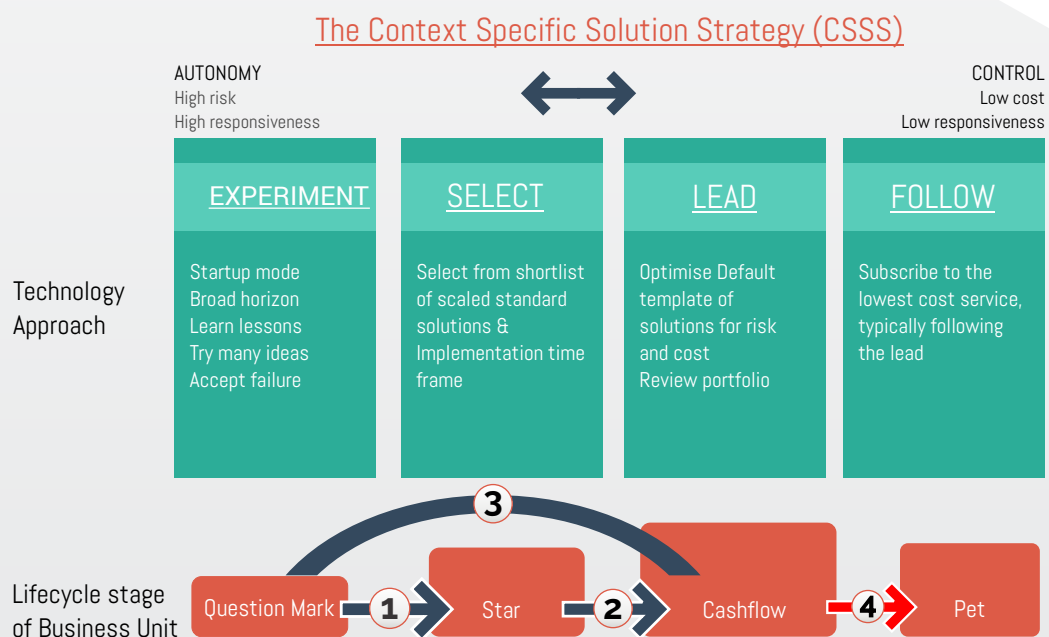 The Context Specific Solution Strategy (CSSS)
AUTONOMY
High risk
High responsiveness
CONTROL
Low cost
Low responsiveness
Technology
Approach
EXPERIMENT
Startup mode
Broad horizon
Learn lessons
Try many ideas
Accept failure
SELECT
Select from shortlist
of scaled standard
solutions &
Implementation time
frame
LEAD
Optimise Default
template of
solutions for risk
and cost
Review portfolio
FOLLOW
Subscribe to the
lowest cost service,
typically following
the lead
3
Lifecycle stage
of Business Unit
Question Mark
1
Star
2
Cashflow
4
Pet